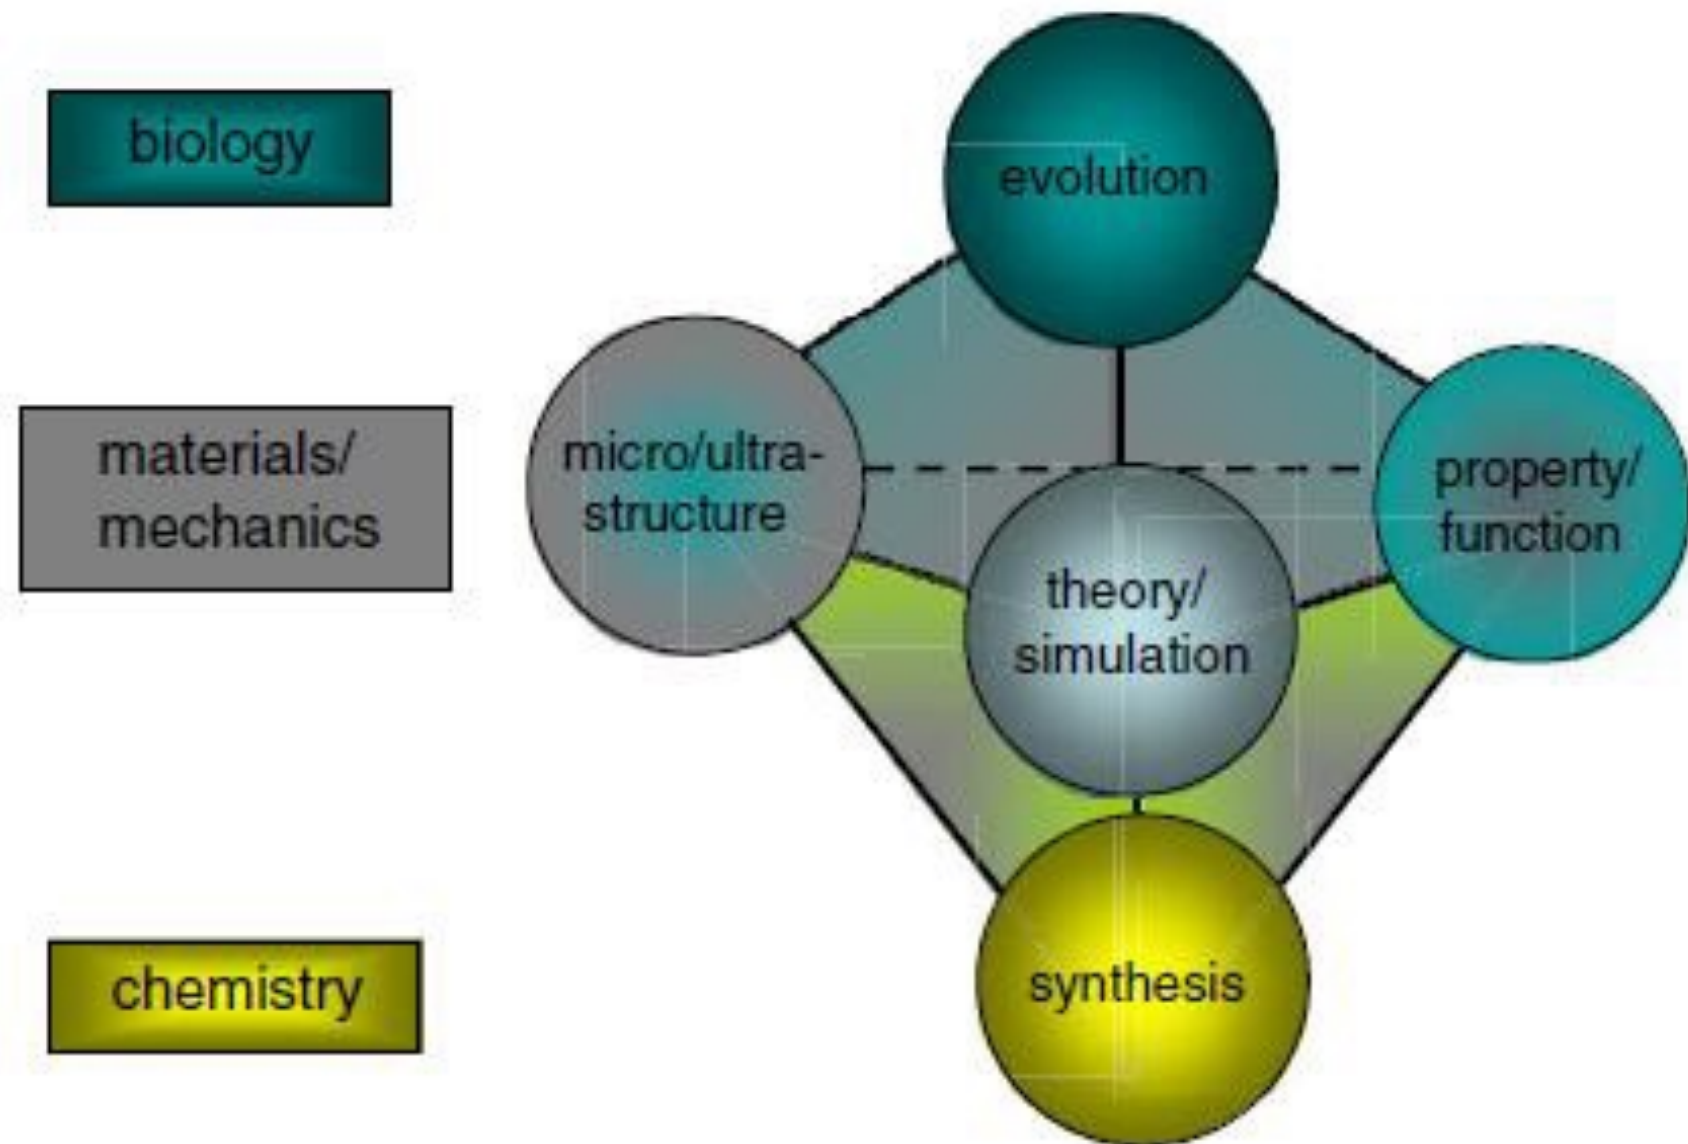 biology
evolution
materials/
mechanics
micro/ultra-
structure
property/
function
theory/
simulation
chemistry
synthesis